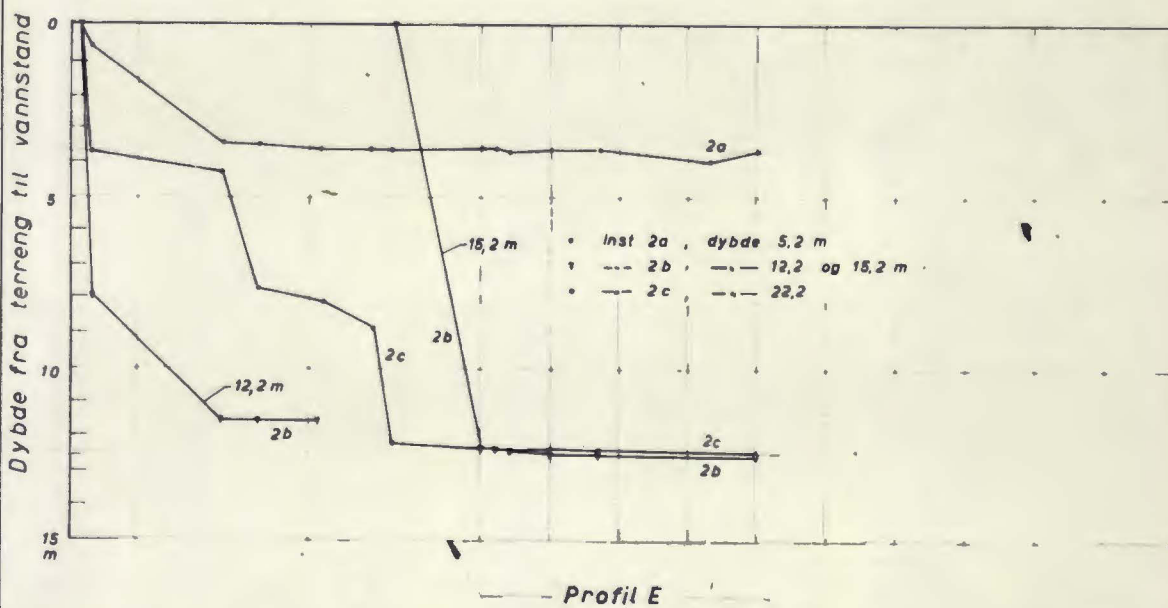 Dybde fra terreng til vannstand
0
5
10
15
m
2a
15,2 m
Inst 2a , dybde 5,2 m
-"- 2b , -"- 12,2 og 15,2 m
-"- 2c , -"- 22,2
2b
2c
12,2 m
2b
2c
2b
Profil E